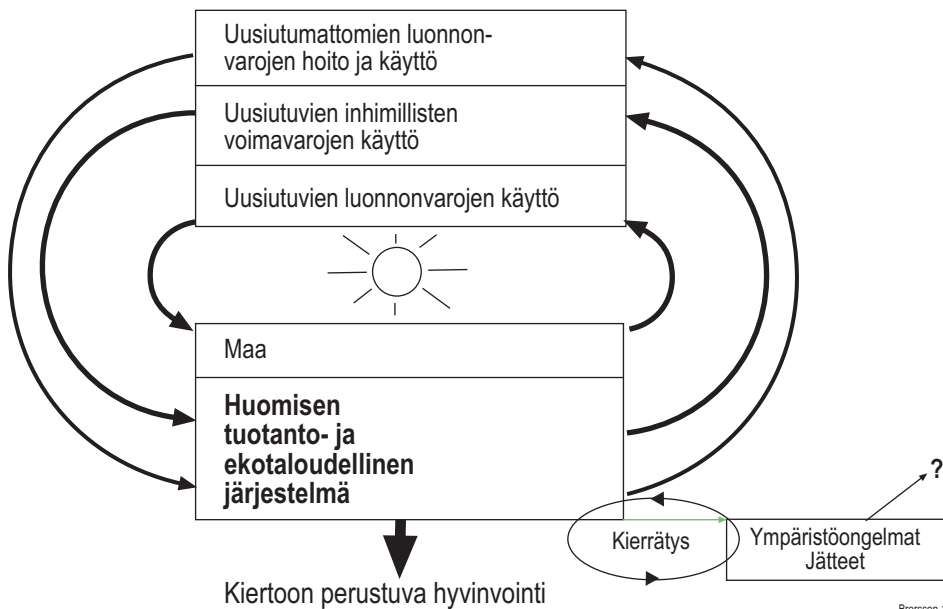 Uusiutumattomien luonnon-
varojen hoito ja käyttö
Uusiutuvien inhimillisten
voimavarojen käyttö
Uusiutuvien luonnonvarojen käyttö
Maa
Huomisen
tuotanto- ja
ekotaloudellinen
järjestelmä
?
Kierrätys
Ympäristöongelmat
Jätteet
Kiertoon perustuva hyvinvointi